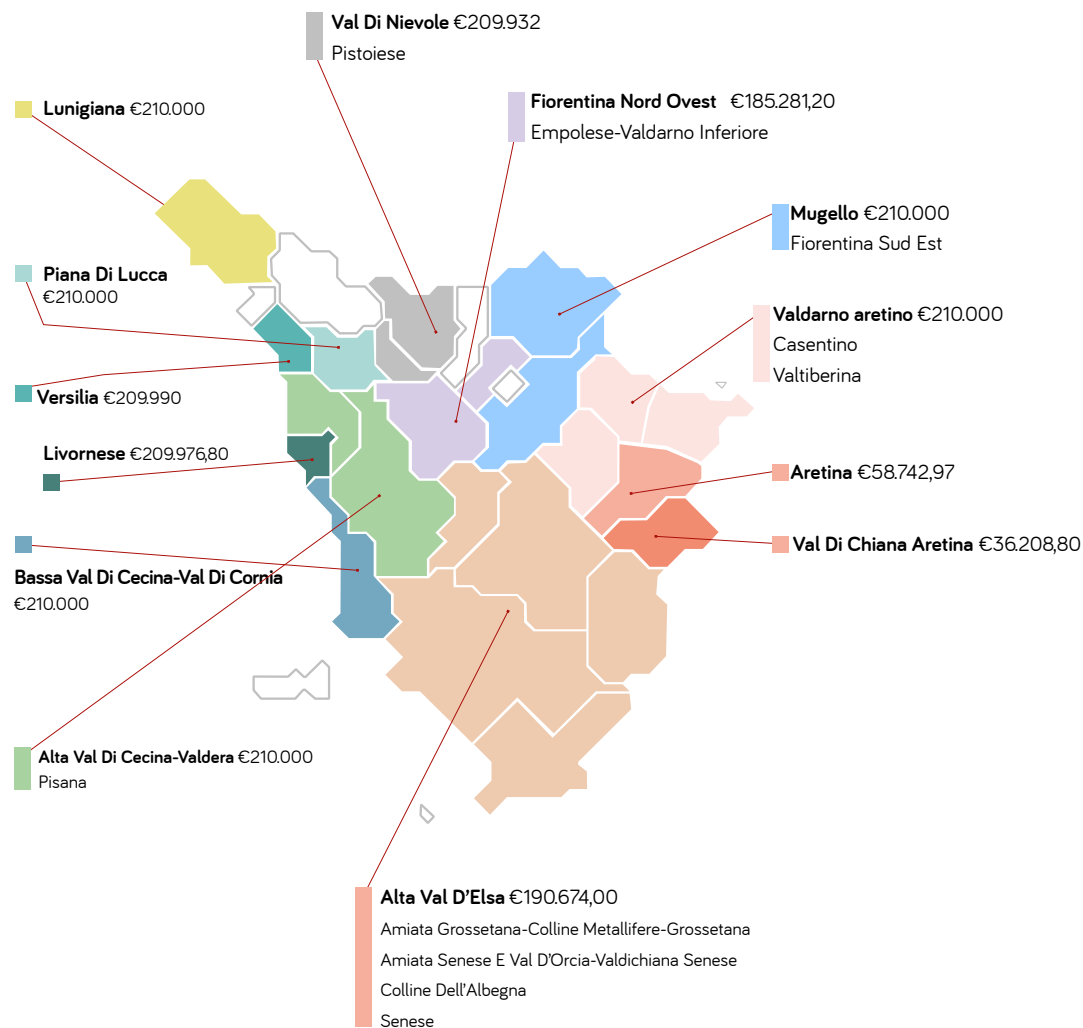 Val Di Nievole €209.932
Pistoiese
Lunigiana €210.000
Fiorentina Nord Ovest €185.281,20
Empolese-Valdarno Inferiore
Mugello €210.000
Fiorentina Sud Est
Piana Di Lucca
€210.000
Valdarno aretino €210.000
Casentino
Valtiberina
Versilia €209.990
Livornese €209.976,80
Aretina €58.742,97
Val Di Chiana Aretina €36.208,80
Bassa Val Di Cecina-Val Di Cornia
€210.000
Alta Val Di Cecina-Valdera €210.000
Pisana
Alta Val D'Elsa €190.674,00
Amiata Grossetana-Colline Metallifere-Grossetana
Amiata Senese E Val D'Orcia-Valdichiana Senese
Colline Dell'Albegna
Senese